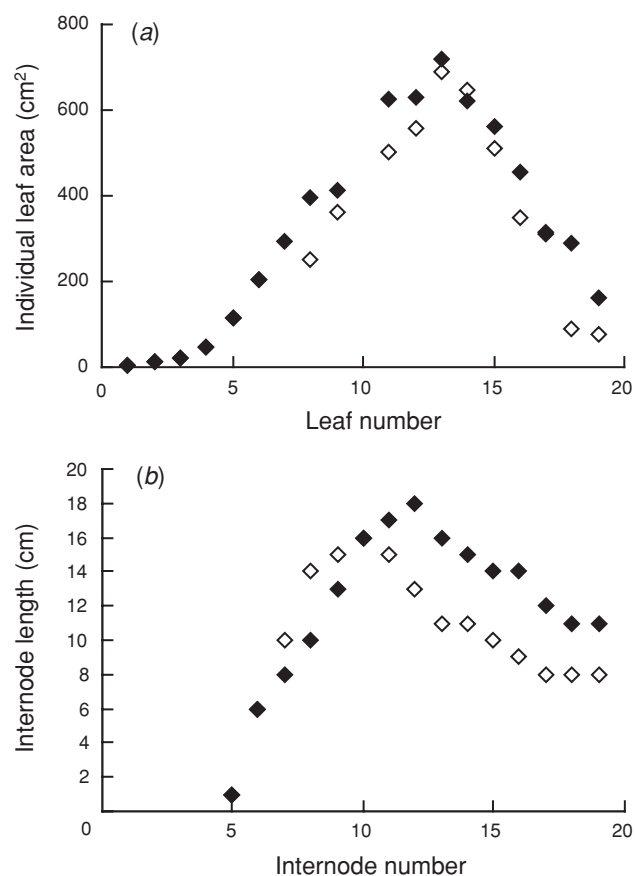 (a)
800
600
400
200
0
Individual leaf area (cm²)
0 5 10 15 20
Leaf number
(b)
20
18
16
14
12
10
8
6
4
2
0 5 10 15 20
Internode length (cm)
Internode number